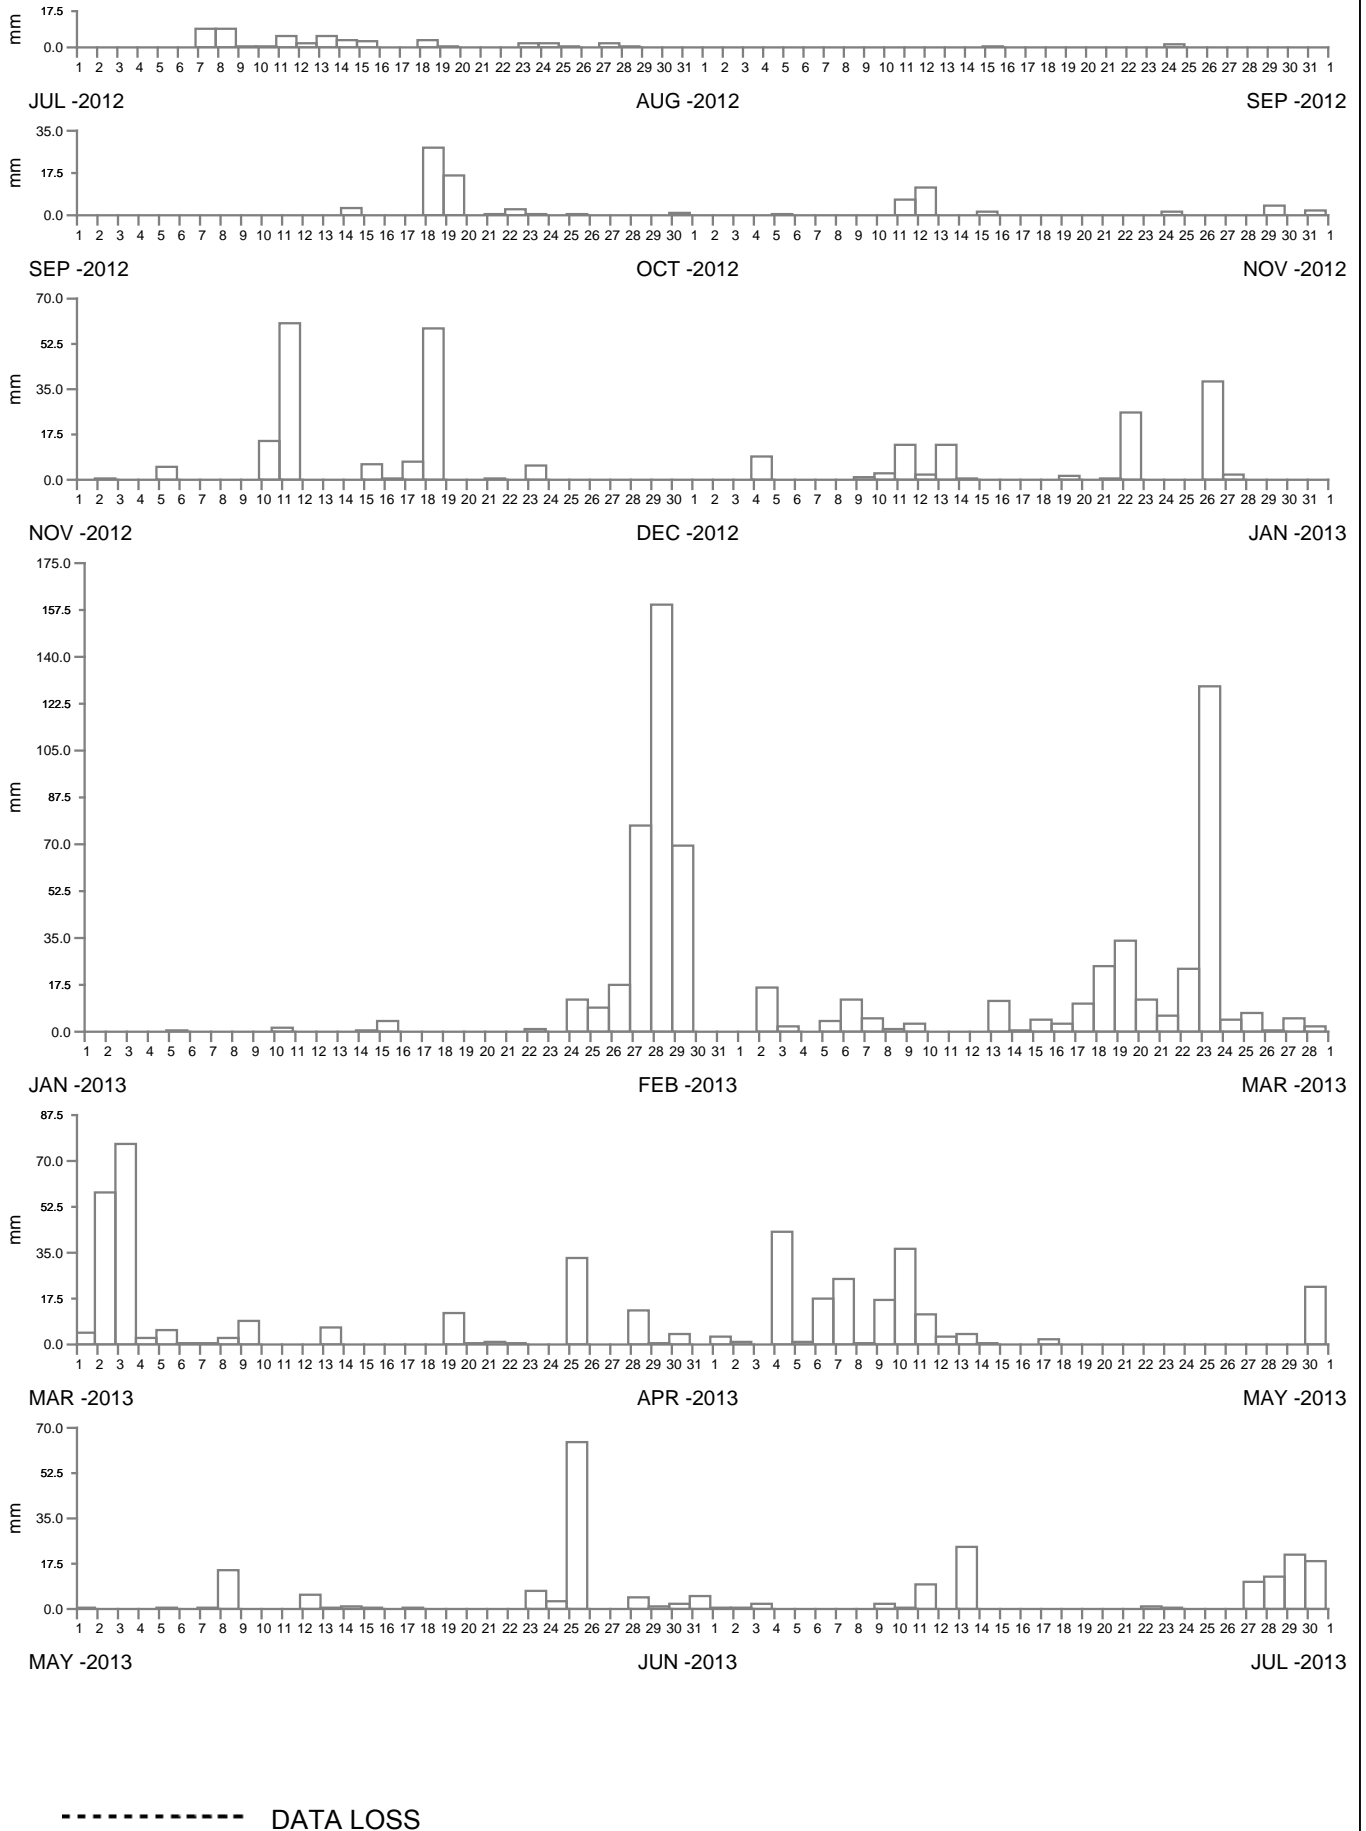 17.5
mm
0.0
1 2 3 4 5 6 7 8 9 10 11 12 13 14 15 16 17 18 19 20 21 22 23 24 25 26 27 28 29 30 31 1 2 3 4 5 6 7 8 9 10 11 12 13 14 15 16 17 18 19 20 21 22 23 24 25 26 27 28 29 30 31 1
JUL -2012 AUG -2012 SEP -2012
35.0
mm
17.5
0.0
1 2 3 4 5 6 7 8 9 10 11 12 13 14 15 16 17 18 19 20 21 22 23 24 25 26 27 28 29 30 1 2 3 4 5 6 7 8 9 10 11 12 13 14 15 16 17 18 19 20 21 22 23 24 25 26 27 28 29 30 31 1
SEP -2012 OCT -2012 NOV -2012
70.0
52.5
mm
35.0
17.5
0.0
1 2 3 4 5 6 7 8 9 10 11 12 13 14 15 16 17 18 19 20 21 22 23 24 25 26 27 28 29 30 1 2 3 4 5 6 7 8 9 10 11 12 13 14 15 16 17 18 19 20 21 22 23 24 25 26 27 28 29 30 31 1
NOV -2012 DEC -2012 JAN -2013
175.0
157.5
140.0
122.5
105.0
mm
87.5
70.0
52.5
35.0
17.5
0.0
1 2 3 4 5 6 7 8 9 10 11 12 13 14 15 16 17 18 19 20 21 22 23 24 25 26 27 28 29 30 31 1 2 3 4 5 6 7 8 9 10 11 12 13 14 15 16 17 18 19 20 21 22 23 24 25 26 27 28 1
JAN -2013 FEB -2013 MAR -2013
87.5
70.0
52.5
mm
35.0
17.5
0.0
1 2 3 4 5 6 7 8 9 10 11 12 13 14 15 16 17 18 19 20 21 22 23 24 25 26 27 28 29 30 31 1 2 3 4 5 6 7 8 9 10 11 12 13 14 15 16 17 18 19 20 21 22 23 24 25 26 27 28 29 30 1
MAR -2013 APR -2013 MAY -2013
70.0
52.5
mm
35.0
17.5
0.0
1 2 3 4 5 6 7 8 9 10 11 12 13 14 15 16 17 18 19 20 21 22 23 24 25 26 27 28 29 30 31 1 2 3 4 5 6 7 8 9 10 11 12 13 14 15 16 17 18 19 20 21 22 23 24 25 26 27 28 29 30 1
MAY -2013 JUN -2013 JUL -2013
DATA LOSS